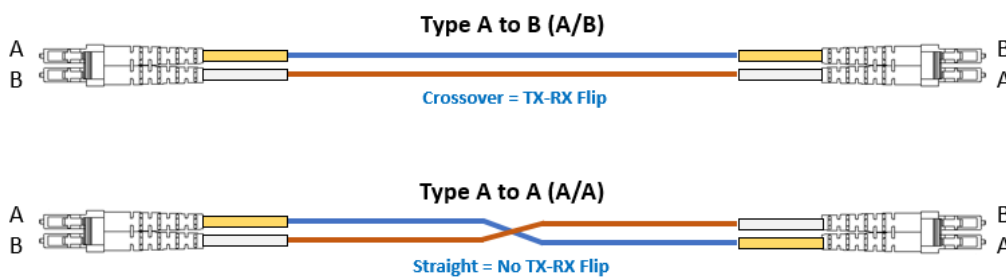 Type A to B (A/B)
A B
B A
Crossover = TX-RX Flip
Type A to A (A/A)
A B
B A
Straight = No TX-RX Flip